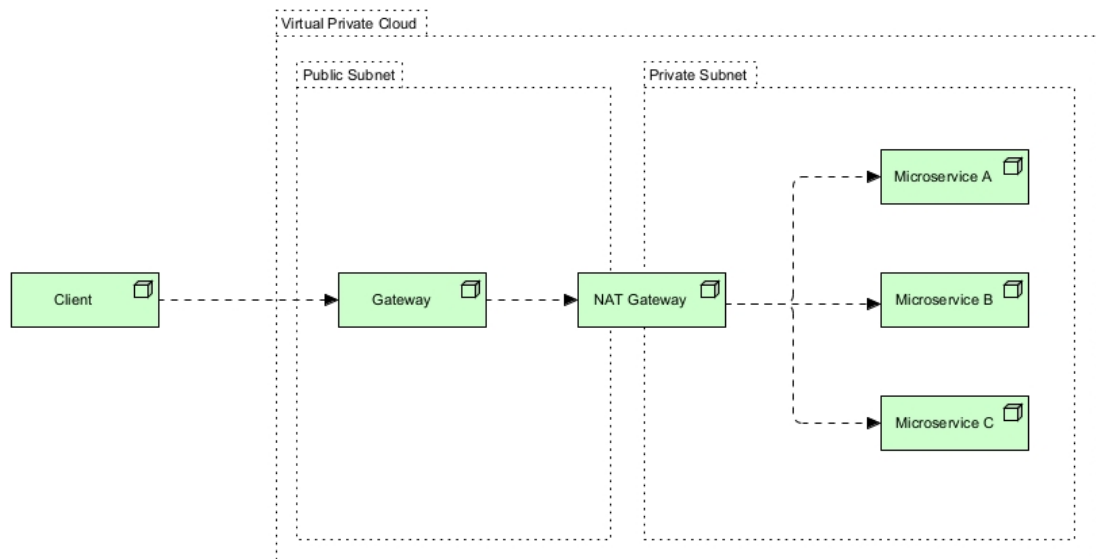 Virtual Private Cloud
Public Subnet
Private Subnet
Microservice A
Client
Gateway
NAT Gateway
Microservice B
Microservice C